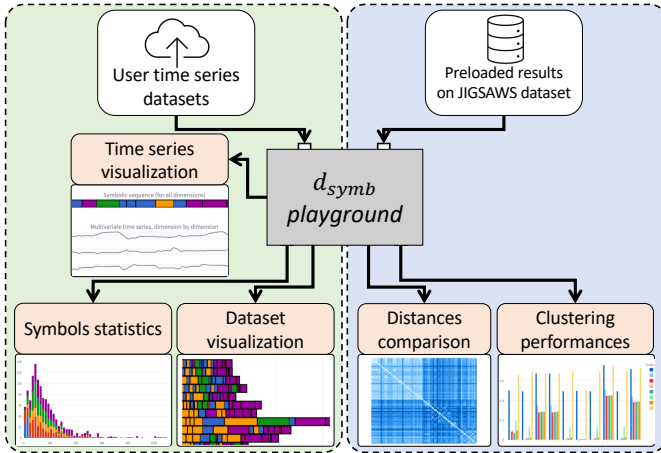 User time series
datasets
Preloaded results
on JIGSAWS dataset
Time series
visualization
Symbolic sequence (for all dimensions)
Multivariate time series, dimension by dimension
d_symb
playground
Symbols statistics
Dataset
visualization
Distances
comparison
Clustering
performances